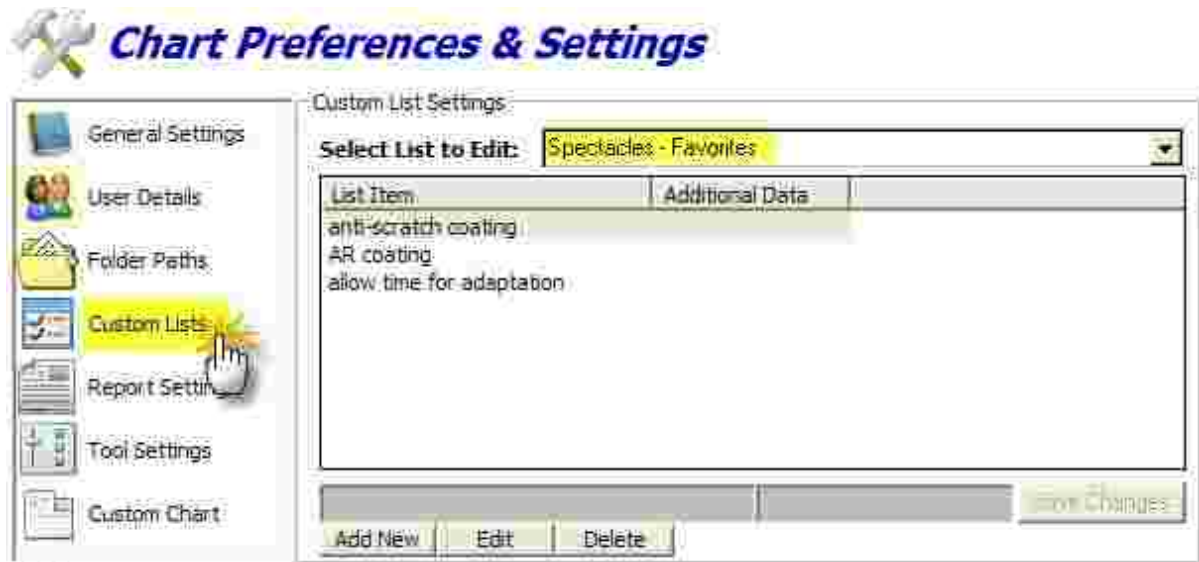 Chart Preferences & Settings
General Settings
User Details
Folder Paths
Custom Lists
Report Settings
Tool Settings
Custom Chart
Custom List Settings
Select List to Edit: Spectacles - Favorites
List Item Additional Data
anti-scratch coating
AR coating
allow time for adaptation
Save Changes
Add New Edit Delete